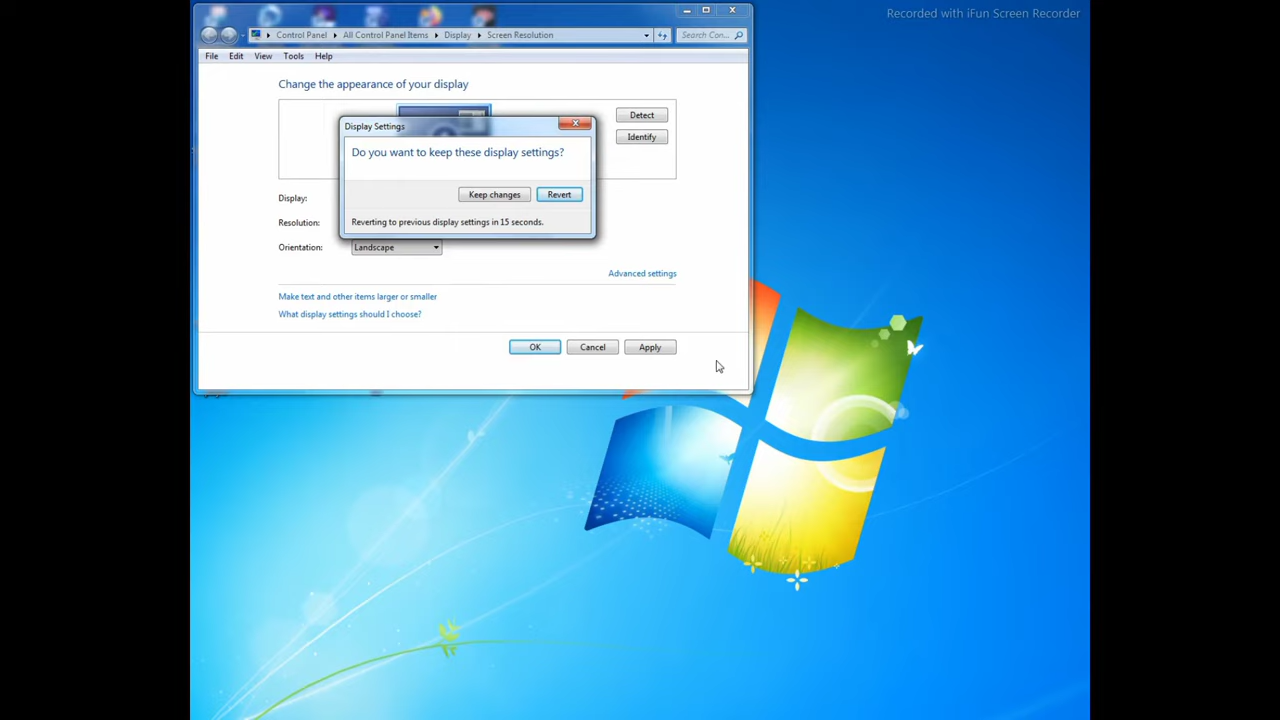 Recorded with iFun Screen Recorder
Control Panel
All Control Panel Items
Display
Screen Resolution
Search Con...
File
Edit
View
Tools
Help
Change the appearance of your display
Detect
Identify
Display Settings
Do you want to keep these display settings?
Keep changes
Revert
Reverting to previous display settings in 15 seconds.
Display:
Resolution:
Orientation:
Landscape
Advanced settings
Make text and other items larger or smaller
What display settings should I choose?
OK
Cancel
Apply